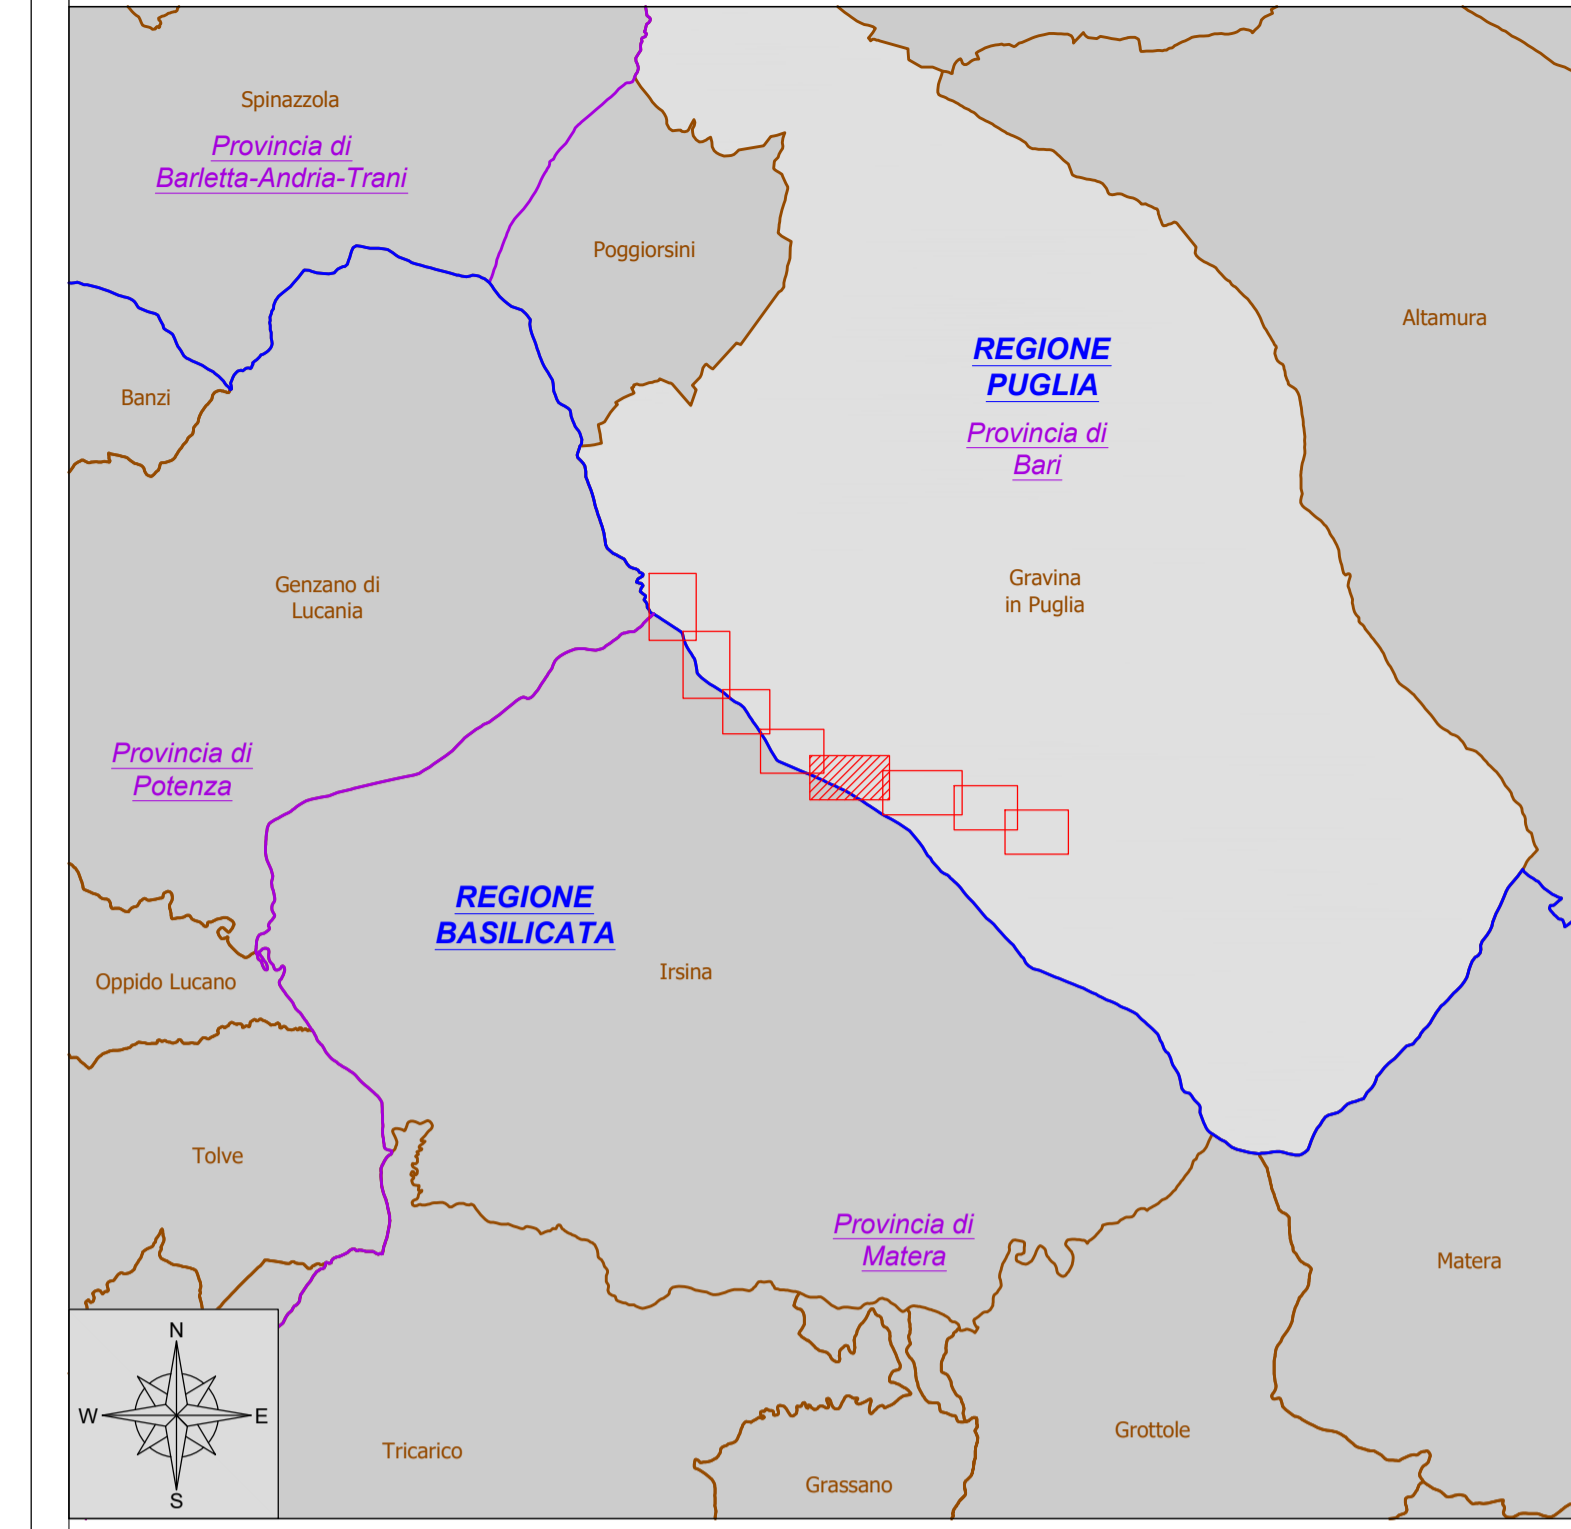 Spinazzola
Provincia di
Barletta-Andria-Trani
Poggiorsini
Altamura
REGIONE
PUGLIA
Banzi
Provincia di
Bari
Genzano di
Lucania
Gravina
in Puglia
Provincia di
Potenza
REGIONE
BASILICATA
Irsina
Oppido Lucano
Tolve
Provincia di
Matera
Matera
N
W
E
S
Tricarico
Grassano
Grottole